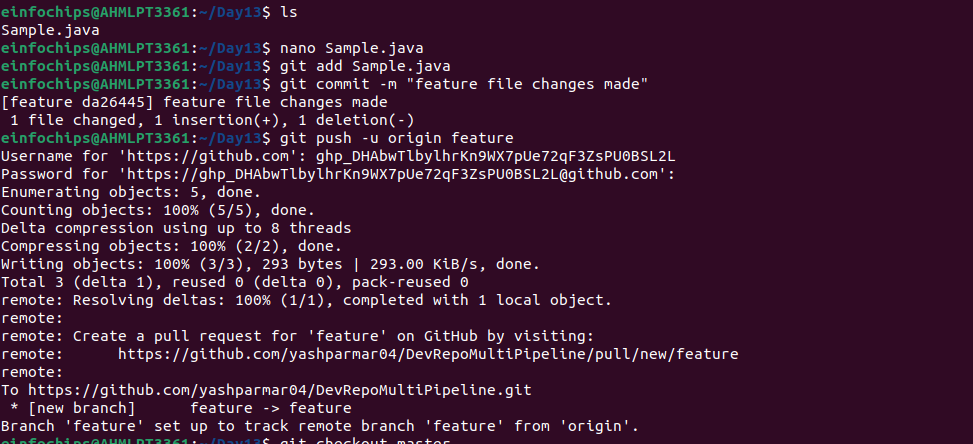 einfochips@AHMLPT3361:~/Day13$ ls
Sample.java
einfochips@AHMLPT3361:~/Day13$ nano Sample.java
einfochips@AHMLPT3361:~/Day13$ git add Sample.java
einfochips@AHMLPT3361:~/Day13$ git commit -m "feature file changes made"
[feature da26445] feature file changes made
 1 file changed, 1 insertion(+), 1 deletion(-)
einfochips@AHMLPT3361:~/Day13$ git push -u origin feature
Username for 'https://github.com': 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
Password for 'https://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@github.com':
Enumerating objects: 5, done.
Counting objects: 100% (5/5), done.
Delta compression using up to 8 threads
Compressing objects: 100% (2/2), done.
Writing objects: 100% (3/3), 293 bytes | 293.00 KiB/s, done.
Total 3 (delta 1), reused 0 (delta 0), pack-reused 0
remote: Resolving deltas: 100% (1/1), completed with 1 local object.
remote:
remote: Create a pull request for 'feature' on GitHub by visiting:
remote:      https://github.com/yashparmar04/DevRepoMultiPipeline/pull/new/feature
remote:
To https://github.com/yashparmar04/DevRepoMultiPipeline.git
 * [new branch]      feature -> feature
Branch 'feature' set up to track remote branch 'feature' from 'origin'.
einfochips@AHMLPT3361:~/Day13$ git checkout master